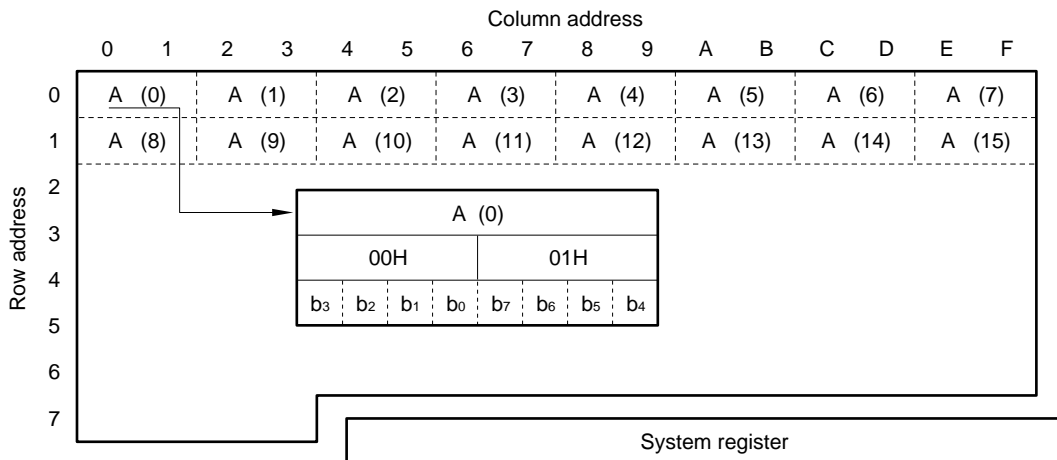 Column address
0 1 2 3 4 5 6 7 8 9 A B C D E F
0 A (0) A (1) A (2) A (3) A (4) A (5) A (6) A (7)
1 A (8) A (9) A (10) A (11) A (12) A (13) A (14) A (15)
Row address
2
3
4
5
6
7
A (0)
00H 01H
b3 b2 b1 b0 b7 b6 b5 b4
System register